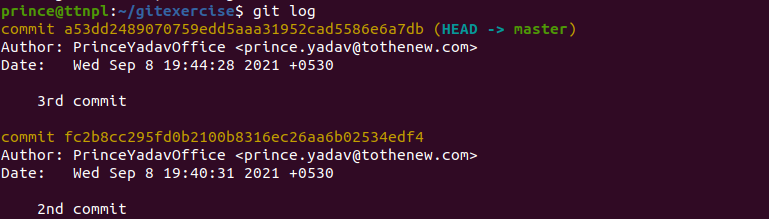 prince@ttnpl:~/gitexercise$ git log
commit a53dd2489070759edd5aaa31952cad5586e6a7db (HEAD -> master)
Author: PrinceYadavOffice <prince.yadav@tothenew.com>
Date:   Wed Sep 8 19:44:28 2021 +0530
    3rd commit
commit fc2b8cc295fd0b2100b8316ec26aa6b02534edf4
Author: PrinceYadavOffice <prince.yadav@tothenew.com>
Date:   Wed Sep 8 19:40:31 2021 +0530
    2nd commit